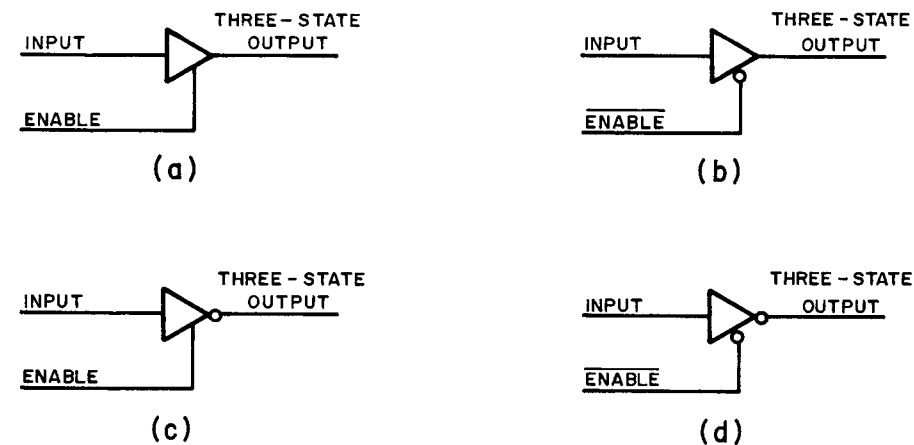 THREE-STATE
INPUT OUTPUT
ENABLE
(a)
THREE-STATE
INPUT OUTPUT
ENABLE
(b)
THREE-STATE
INPUT OUTPUT
ENABLE
(c)
THREE-STATE
INPUT OUTPUT
ENABLE
(d)